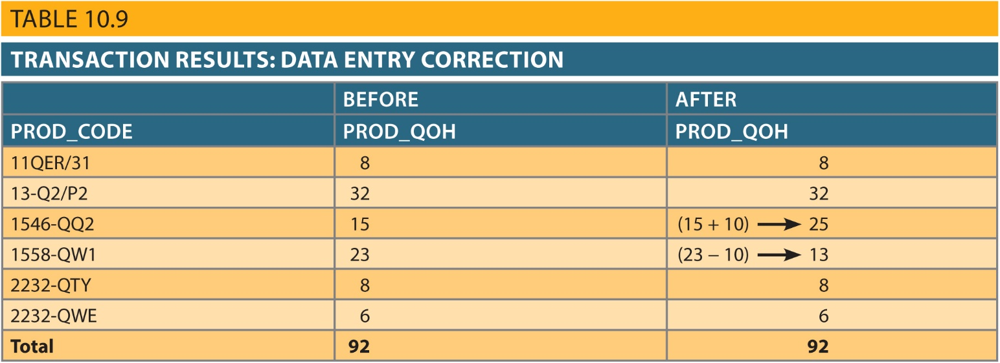 TABLE 10.9
TRANSACTION RESULTS: DATA ENTRY CORRECTION
BEFORE AFTER
PROD_CODE PROD_QOH PROD_QOH
11QER/31 8 8
13-Q2/P2 32 32
1546-QQ2 15 (15 + 10) → 25
1558-QW1 23 (23 − 10) → 13
2232-QTY 8 8
2232-QWE 6 6
Total 92 92